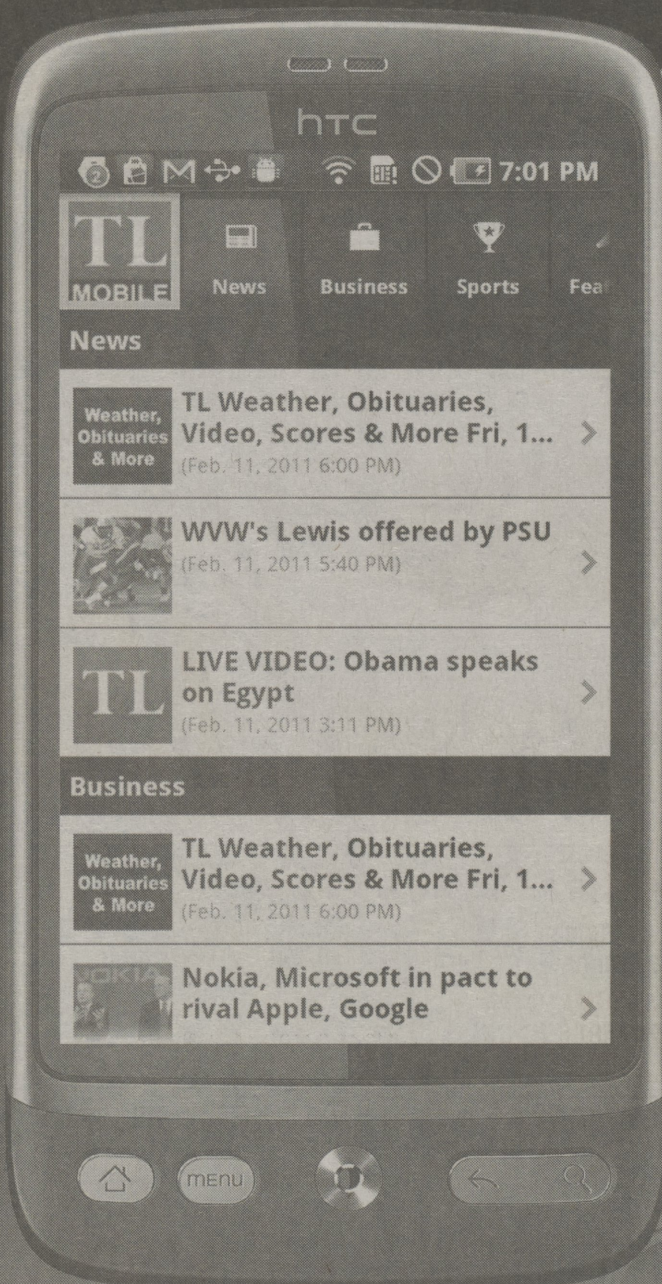 hTC
2
7:01 PM
TL
MOBILE
News
Business
Sports
Feat
News
Weather,
Obituaries
& More
TL Weather, Obituaries,
Video, Scores & More Fri, 1...
(Feb. 11, 2011 6:00 PM)
WVW's Lewis offered by PSU
(Feb. 11, 2011 5:40 PM)
TL
LIVE VIDEO: Obama speaks
on Egypt
(Feb. 11, 2011 3:11 PM)
Business
Weather,
Obituaries
& More
TL Weather, Obituaries,
Video, Scores & More Fri, 1...
(Feb. 11, 2011 6:00 PM)
NOKIA
Nokia, Microsoft in pact to
rival Apple, Google
MENU